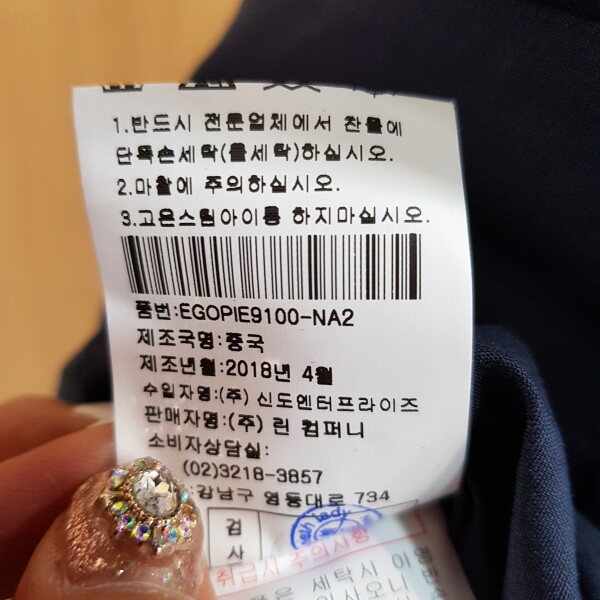 1.반드시 전문업체에서 찬물에
단독손세탁(물세탁)하십시오.
2.마찰에 주의하십시오.
3.고온스팀아이롱 하지마십시오.
품번:EGOPIE9100-NA2
제조국명:중국
제조년월:2018년 4월
수입자명:(주) 신도엔터프라이즈
판매자명:(주) 린 컴퍼니
소비자상담실:
(02)3218-3857
:강남구 영동대로 734
검
사
lady
취급시 주의사항
세탁시